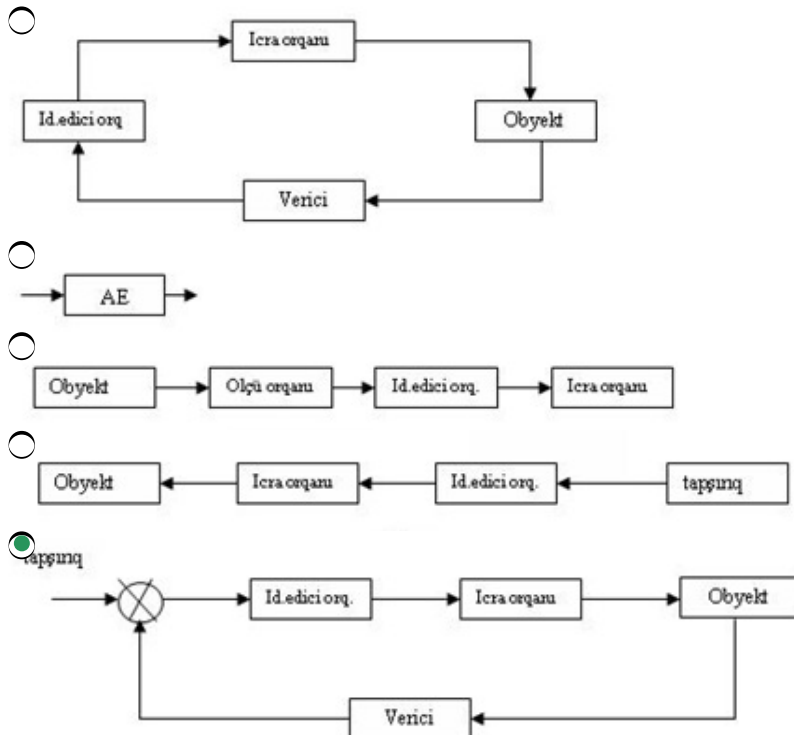 Icra orqanı
Id.edici orq
Obyekt
Verici
AE
Obyekt
Olçü orqanı
Id.edici orq.
Icra orqanı
Obyekt
Icra orqanı
Id.edici orq.
tapşırıq
tapşırıq
Id.edici orq.
Icra orqanı
Obyekt
Verici